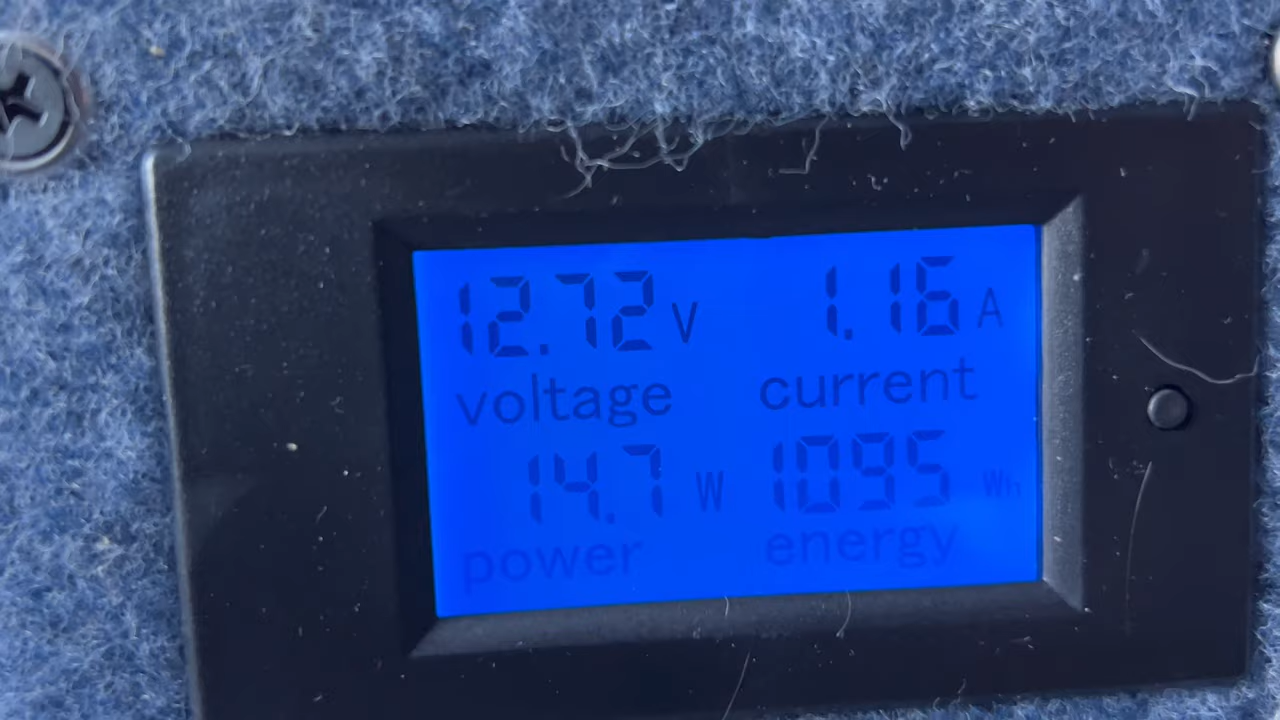 12.72 V 1.16 A
voltage current
14.7 W 1095 Wh
power energy